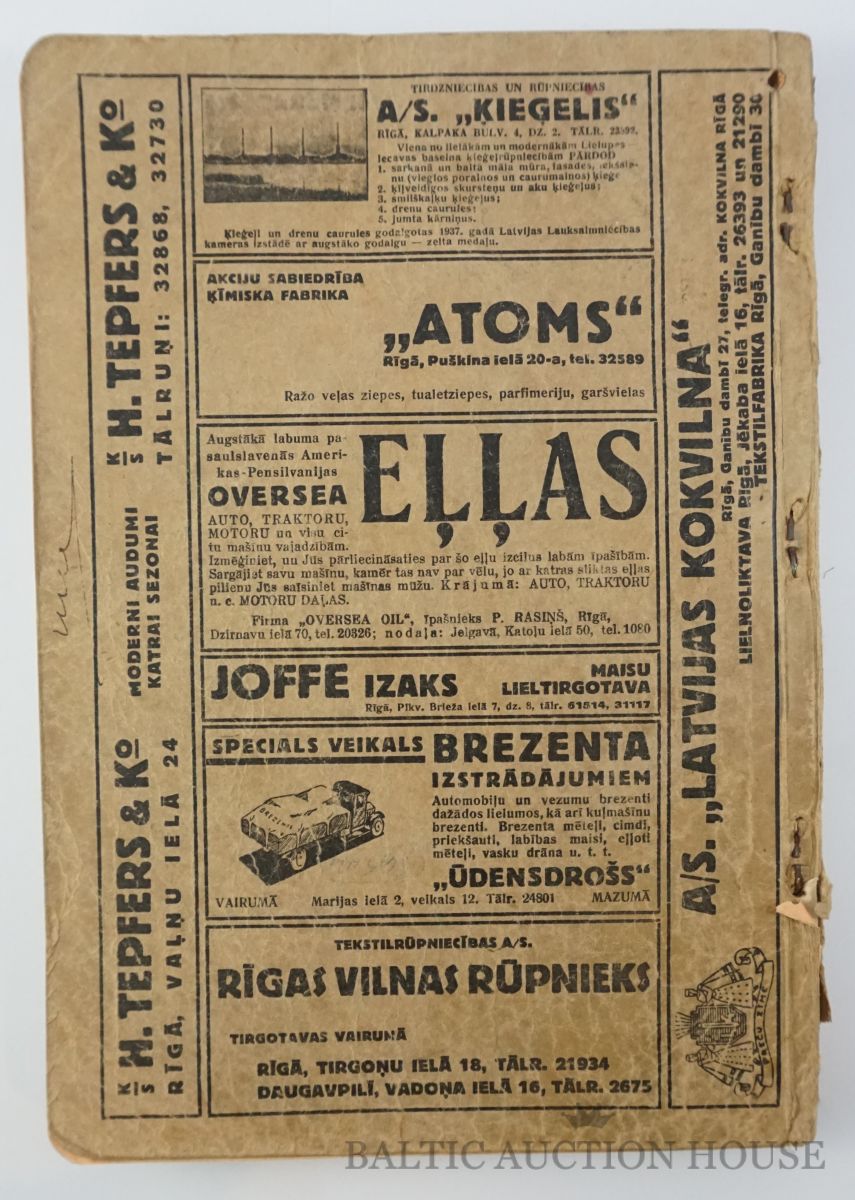 K/S H. TEPFERS & Kº
TĀLRUŅI: 32868, 32730
MODERNI AUDUMI
KATRAI SEZONAI
K/S H. TEPFERS & Kº
RĪGĀ, VAĻŅU IELĀ 24
TIRDZNIECĪBAS UN RŪPNIECĪBAS
A/S. „ĶIEĢELIS“
RĪGĀ, KALPAKA BULV. 4, DZ. 2. TĀLR.
Viena no lielākām un modernākām Lielupes
Iecavas baseina ķieģeļrūpniecībām PĀRDOD
1. sarkanā un baltā māla mūra, fasādes, iekšsie-
nu (vieglos porainos un caurumainos) ķieģe
2. ķīļveidīgos skursteņu un aku ķieģeļus;
3. smilškaļķu ķieģeļus;
4. drenu caurules;
5. jumta kārniņus.
Ķieģeļi un drenu caurules godalgotas 1937. gadā Latvijas Lauksaimniecības
kameras izstādē ar augstāko godalgu — zelta medaļu.
AKCIJU SABIEDRĪBA
ĶĪMISKA FABRIKA
„ATOMS“
Rīgā, Puškina ielā 20-a, tel. 32589
Ražo veļas ziepes, tualetziepes, parfimeriju, garšvielas
Augstākā labuma pa-
saulslavenās Ameri-
kas-Pensilvanijas
OVERSEA
EĻĻAS
AUTO, TRAKTORU,
MOTORU un visu ci-
tu mašīnu vajadzībām.
Izmēģiniet, un Jūs pārliecināsaties par šo eļļu izcilus labām īpašībām.
Sargājiet savu mašīnu, kamēr tas nav par vēlu, jo ar katras sliktas eļļas
pilienu Jūs saīsiniet mašīnas mūžu. Krājumā: AUTO, TRAKTORU
u. c. MOTORU DAĻAS.
Firma „OVERSEA OIL“, īpašnieks P. RASIŅŠ, Rīgā,
Dzirnavu ielā 70, tel. 20326; nodaļa: Jelgavā, Katoļu ielā 50, tel. 1080
JOFFE IZAKS
MAISU
LIELTIRGOTAVA
Rīgā, Plkv. Brieža ielā 7, dz. 8, tālr. 61514, 31117
SPECIALS VEIKALS BREZENTA
IZSTRĀDĀJUMIEM
BREZENTI
Automobiļu un vezumu brezenti
dažādos lielumos, kā arī kuļmašīnu
brezenti. Brezenta mēteļi, cimdi,
priekšauti, labības maisi, eļļoti
mēteļi, vasku drāna u. t. t.
„ŪDENSDROŠS“
VAIRUMĀ Marijas ielā 2, veikals 12. Tālr. 24801 MAZUMĀ
TEKSTILRŪPNIECĪBAS A/S.
RĪGAS VILNAS RŪPNIEKS
TIRGOTAVAS VAIRUMĀ
RĪGĀ, TIRGOŅU IELĀ 18, TĀLR. 21934
DAUGAVPILĪ, VADOŅA IELĀ 16, TĀLR. 2675
A/S. „LATVIJAS KOKVILNA“
Rīgā, Ganību dambī 27, telegr. adr. KOKVILNA RĪGĀ
LIELNOLIKTAVA Rīgā, Jēkaba ielā 16, tālr. 26393 un 21290
TEKSTILFABRIKA Rīgā, Ganību dambī 30
PREČU ZĪME
BALTIC AUCTION HOUSE